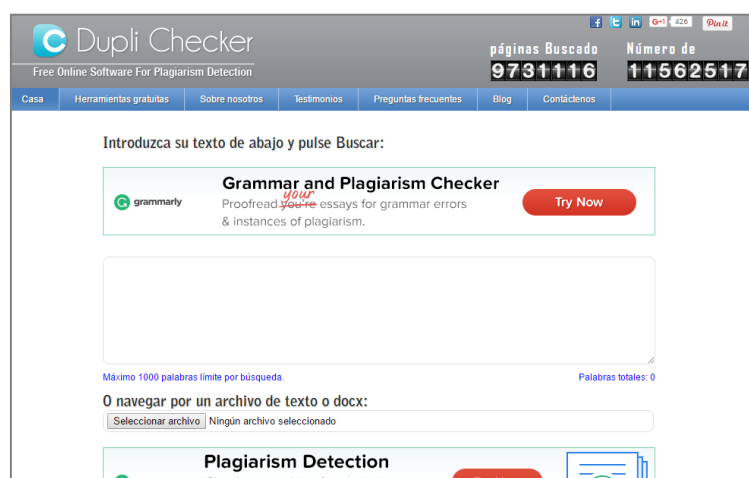 G+1 426 Pin it
Dupli Checker
páginas Buscado Número de
Free Online Software For Plagiarism Detection
9731116 11562517
Casa Herramientas gratuitas Sobre nosotros Testimonios Preguntas frecuentes Blog Contáctenos
Introduzca su texto de abajo y pulse Buscar:
Grammar and Plagiarism Checker
your
grammarly Proofread you're essays for grammar errors Try Now
& instances of plagiarism.
Máximo 1000 palabras límite por búsqueda. Palabras totales: 0
O navegar por un archivo de texto o docx:
Seleccionar archivo Ningún archivo seleccionado
Plagiarism Detection